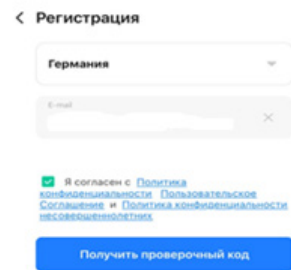 Регистрация
Германия
E-mail
Я согласен с Политика
конфиденциальности Пользовательское
Соглашение и Политика конфиденциальности
несовершеннолетних
Получить проверочный код